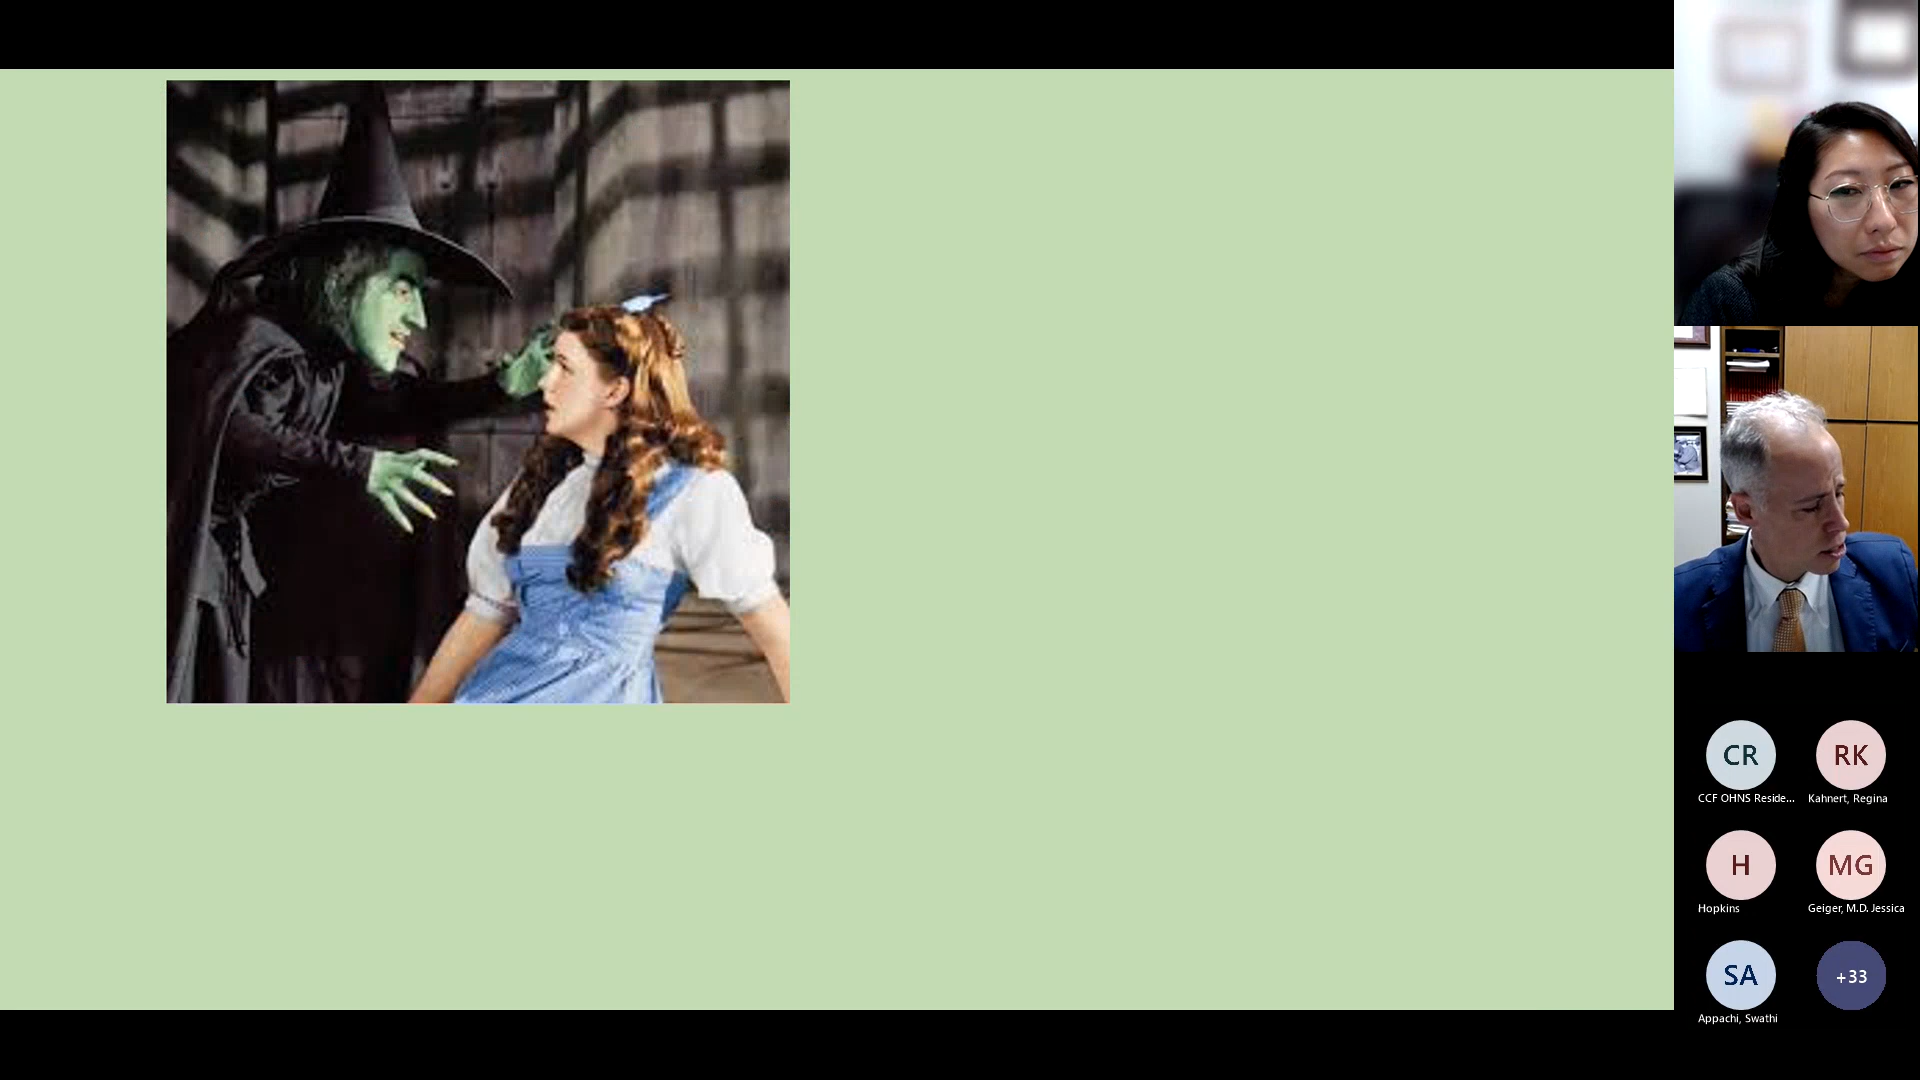 CR
RK
CCF OHNS Reside...
Kahnert, Regina
H
MG
Hopkins
Geiger, M.D. Jessica
SA
+33
Appachi, Swathi